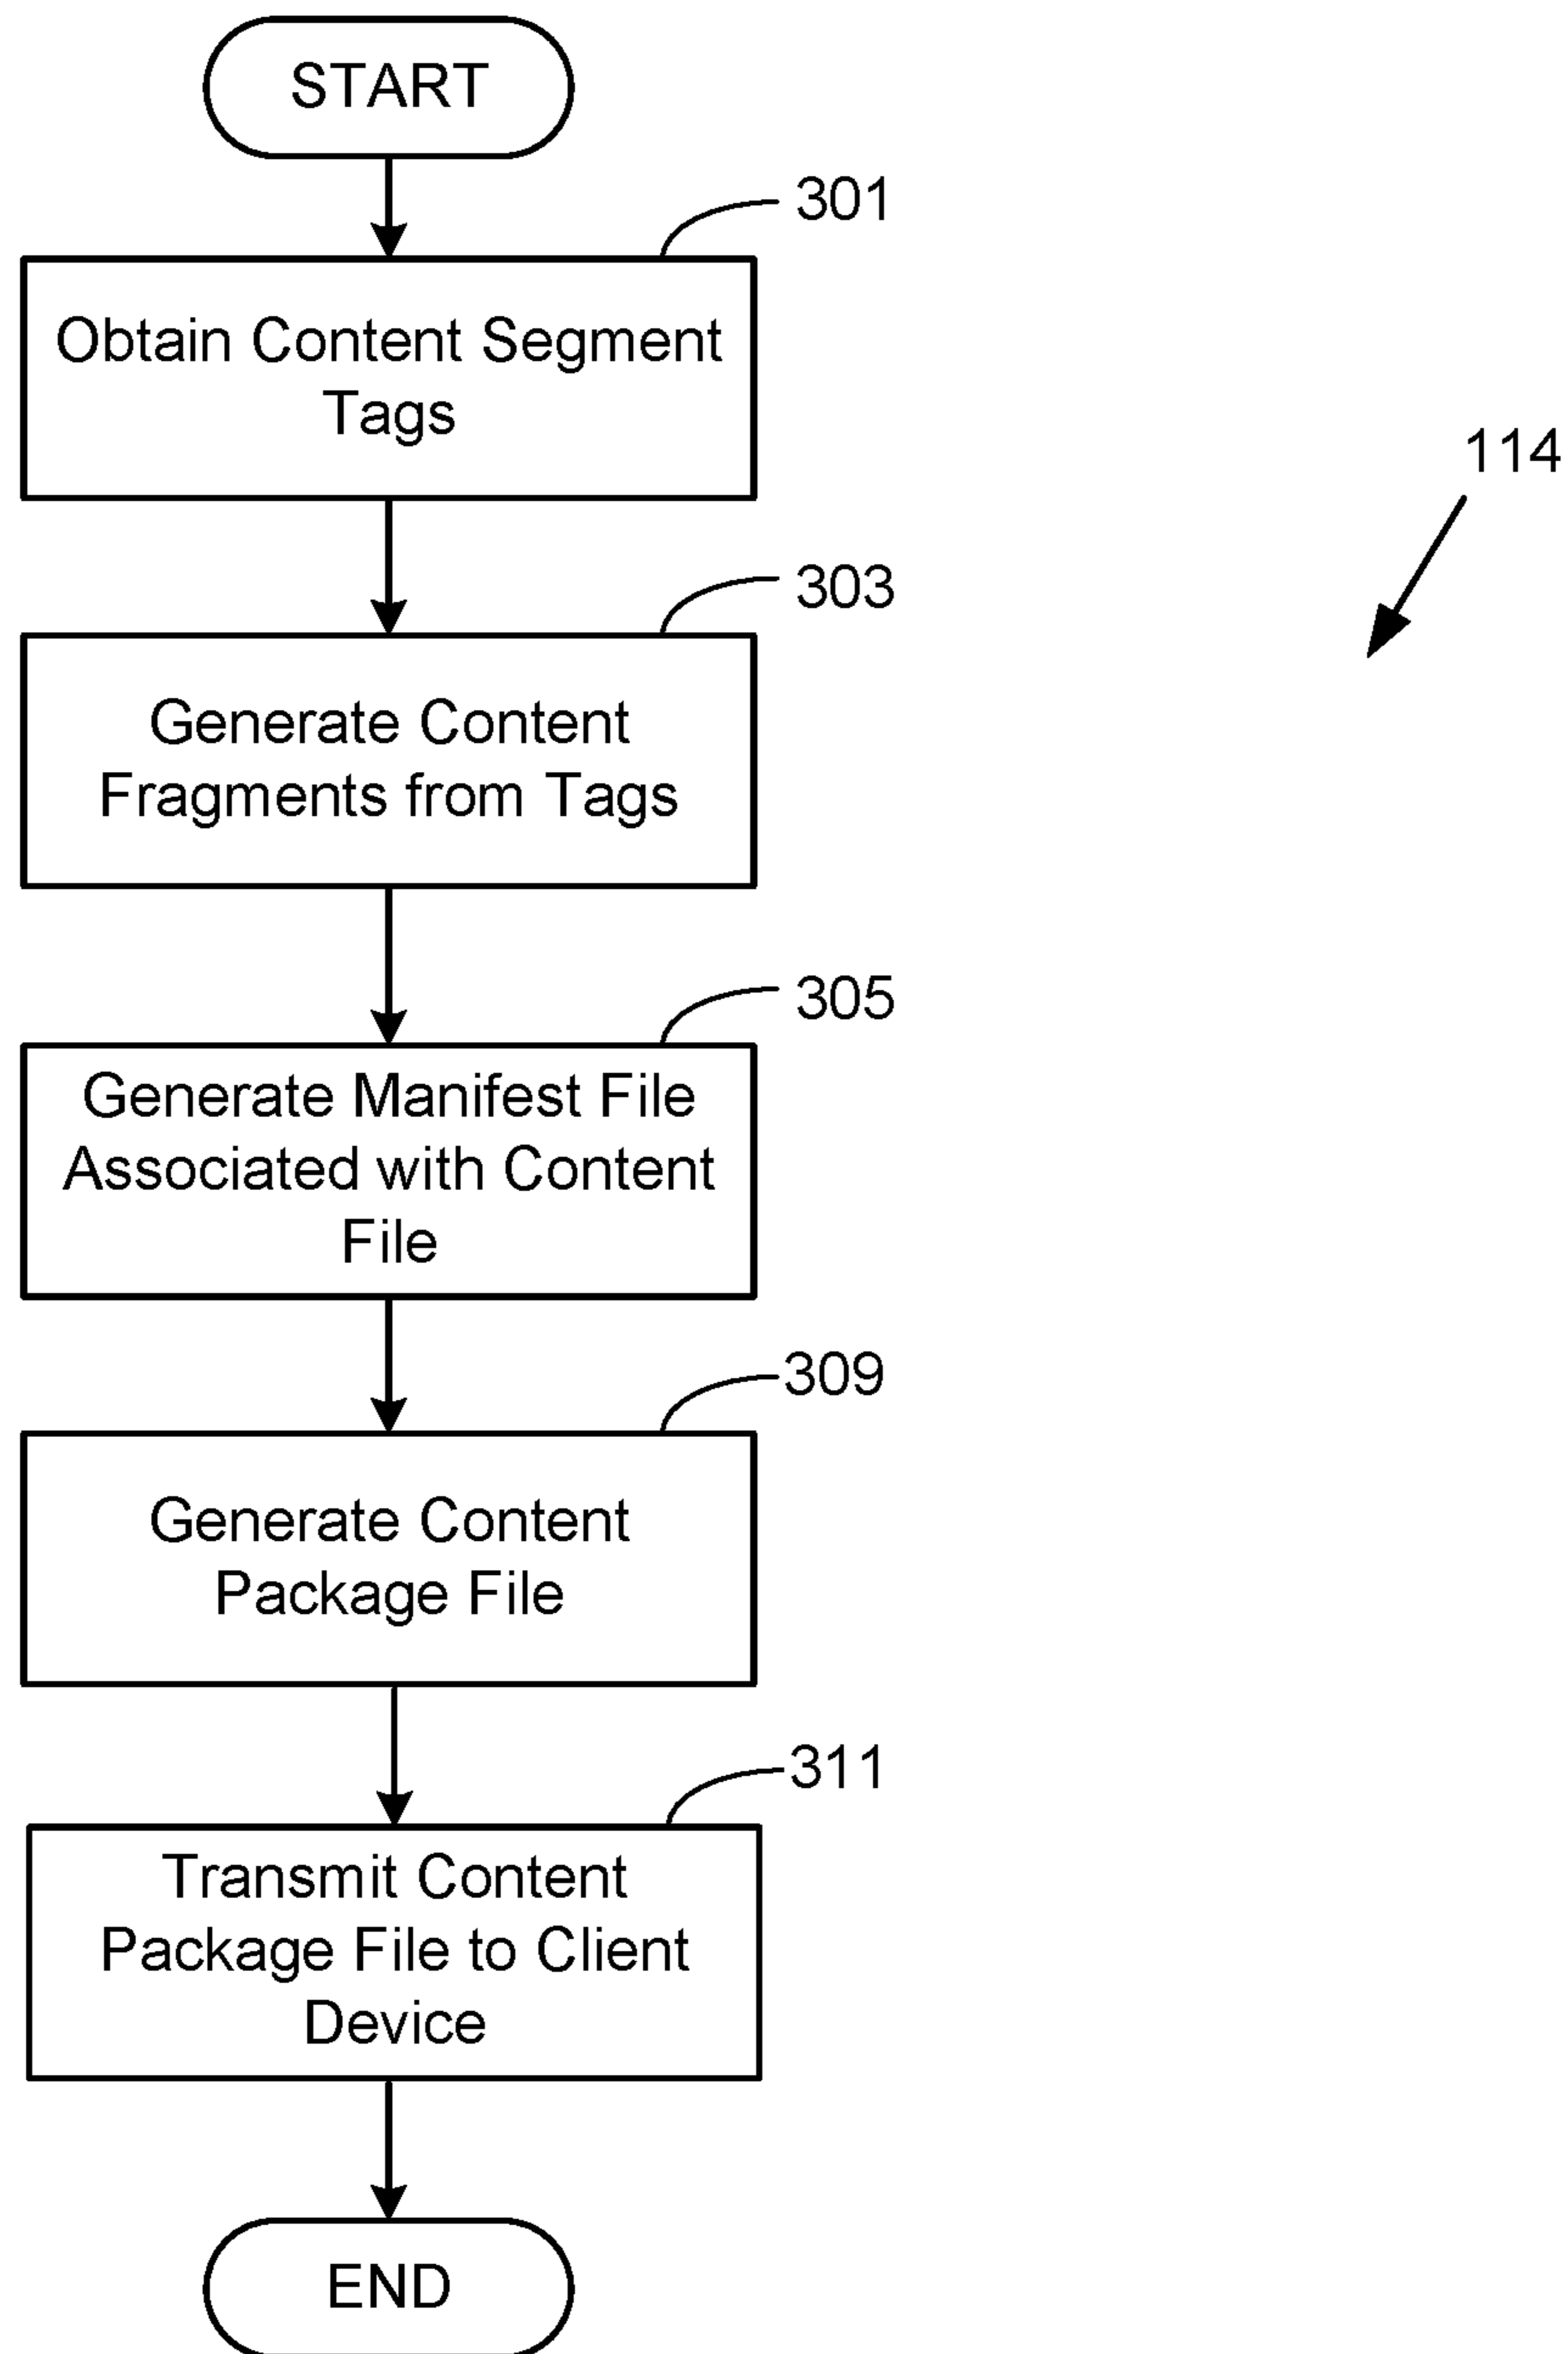 START
301
Obtain Content Segment
Tags
114
303
Generate Content
Fragments from Tags
305
Generate Manifest File
Associated with Content
File
309
Generate Content
Package File
311
Transmit Content
Package File to Client
Device
END